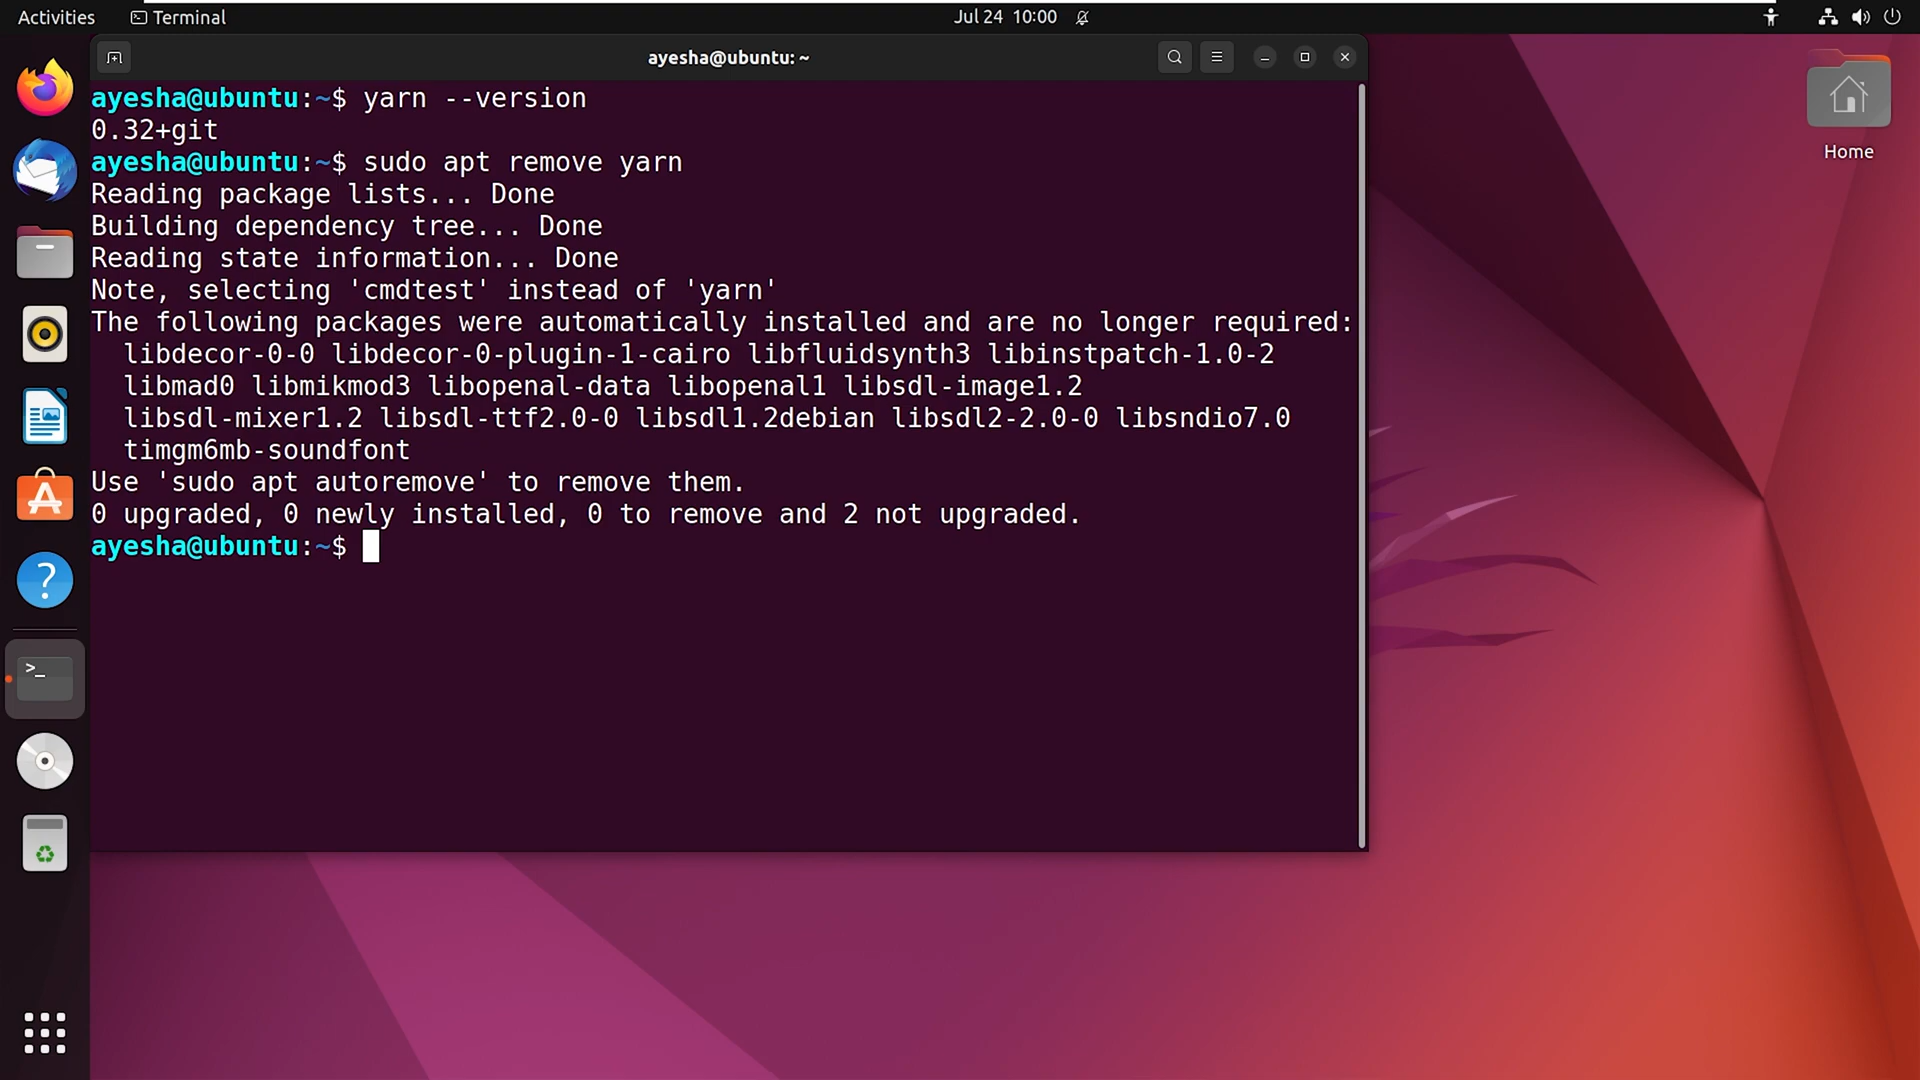 Activities
Terminal
Jul 24 10:00
ayesha@ubuntu: ~
ayesha@ubuntu:~$ yarn --version
0.32+git
ayesha@ubuntu:~$ sudo apt remove yarn
Reading package lists... Done
Building dependency tree... Done
Reading state information... Done
Note, selecting 'cmdtest' instead of 'yarn'
The following packages were automatically installed and are no longer required:
libdecor-0-0 libdecor-0-plugin-1-cairo libfluidsynth3 libinstpatch-1.0-2
libmad0 libmikmod3 libopenal-data libopenal1 libsdl-image1.2
libsdl-mixer1.2 libsdl-ttf2.0-0 libsdl1.2debian libsdl2-2.0-0 libsndio7.0
timgm6mb-soundfont
Use 'sudo apt autoremove' to remove them.
0 upgraded, 0 newly installed, 0 to remove and 2 not upgraded.
ayesha@ubuntu:~$
Home